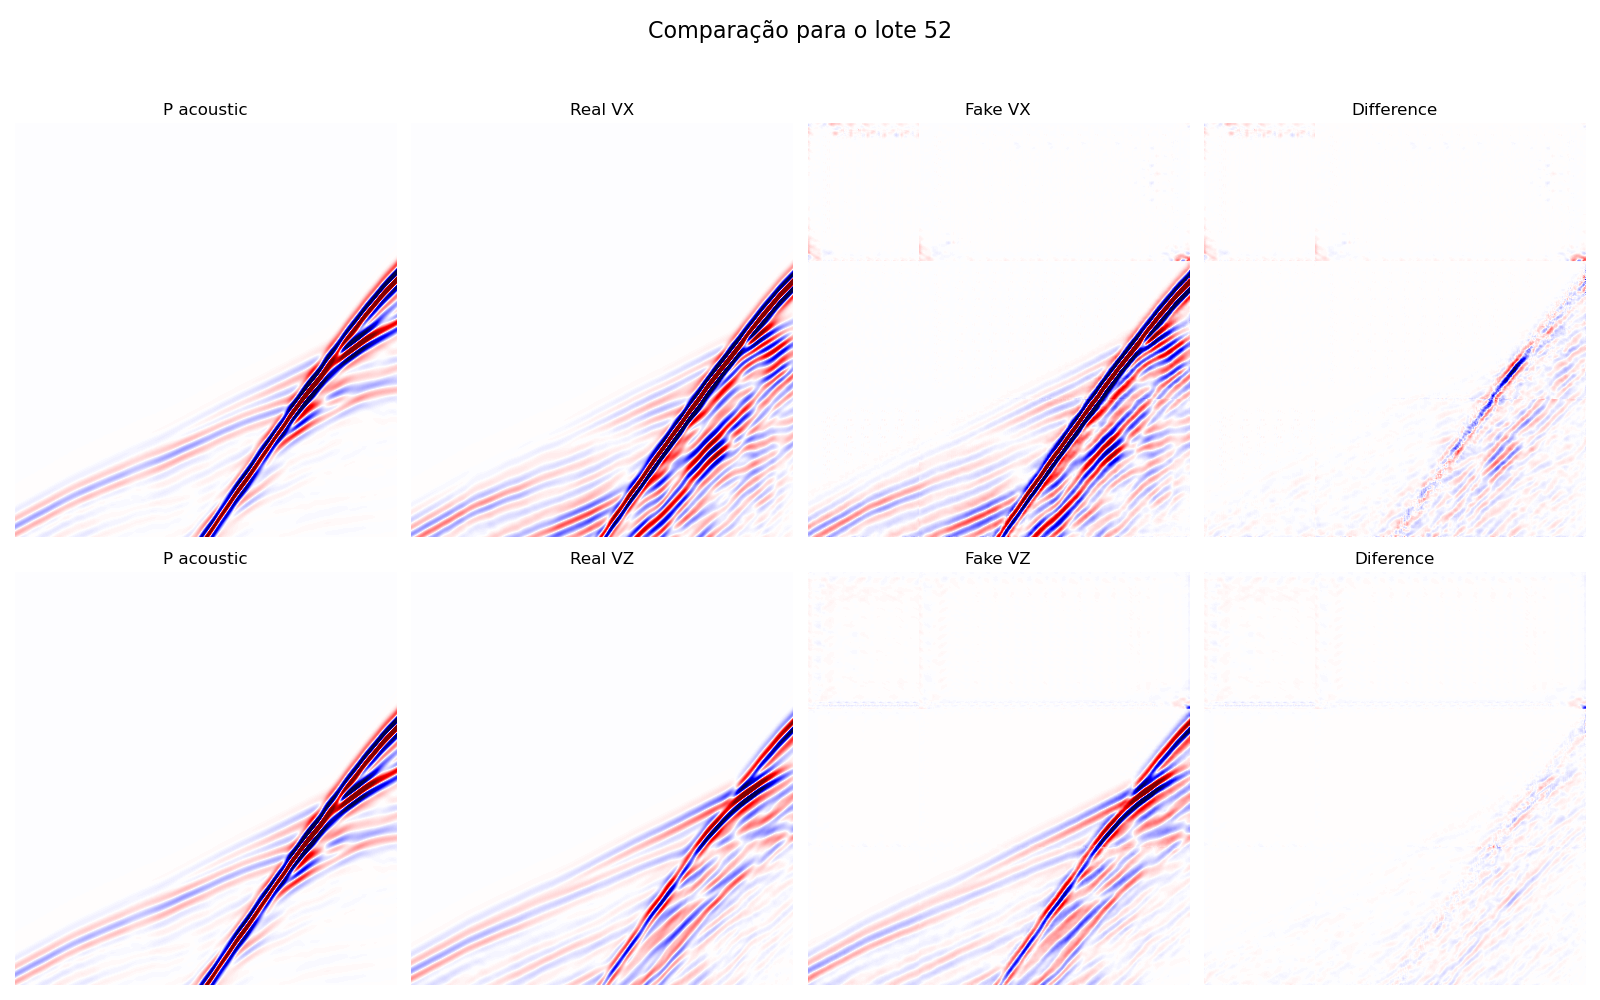 Comparação para o lote 52
P acoustic
Real VX
Fake VX
Difference
P acoustic
Real VZ
Fake VZ
Diference